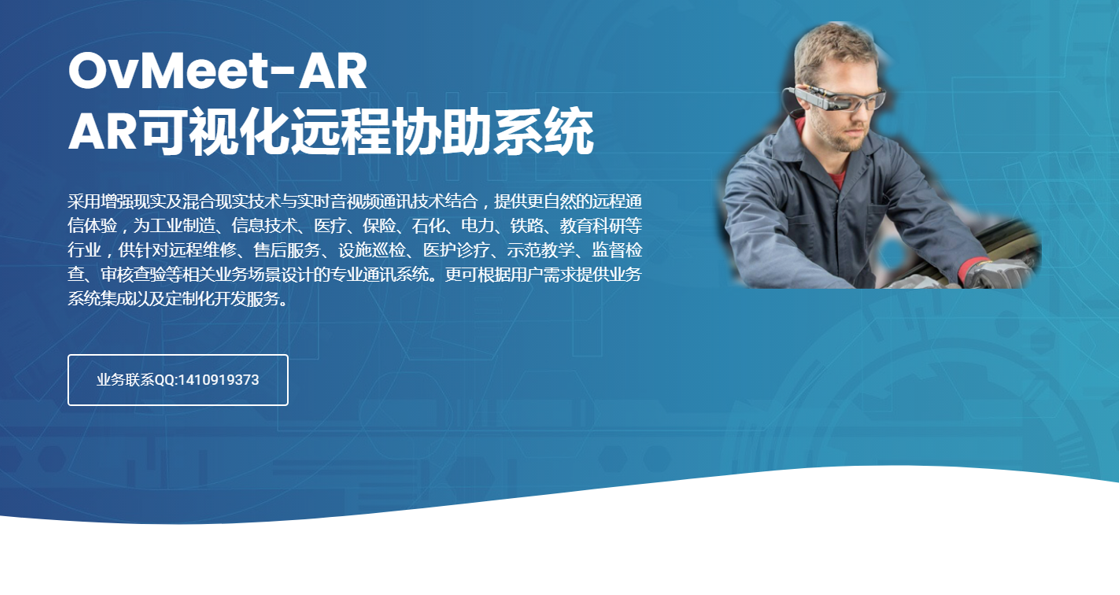 OvMeet-AR
AR可视化远程协助系统
采用增强现实及混合现实技术与实时音视频通讯技术结合，提供更自然的远程通
信体验，为工业制造、信息技术、医疗、保险、石化、电力、铁路、教育科研等
行业，供针对远程维修、售后服务、设施巡检、医护诊疗、示范教学、监督检
查、审核查验等相关业务场景设计的专业通讯系统。更可根据用户需求提供业务
系统集成以及定制化开发服务。
业务联系QQ:1410919373